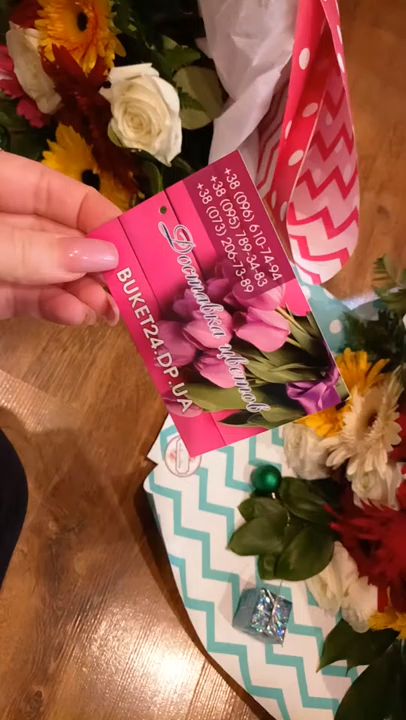 +38 (096) 610-74-94
+38 (095) 789-34-83
+38 (073) 206-73-89
Доставка цветов
BUKET24.DP.UA